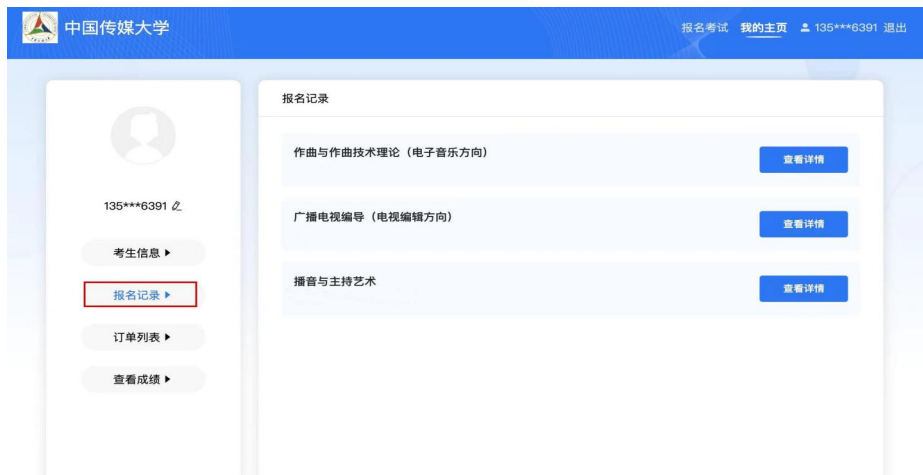 中国传媒大学
报名考试 我的主页 135***6391 退出
135***6391
考生信息
报名记录
订单列表
查看成绩
报名记录
作曲与作曲技术理论（电子音乐方向）
查看详情
广播电视编导（电视编辑方向）
查看详情
播音与主持艺术
查看详情